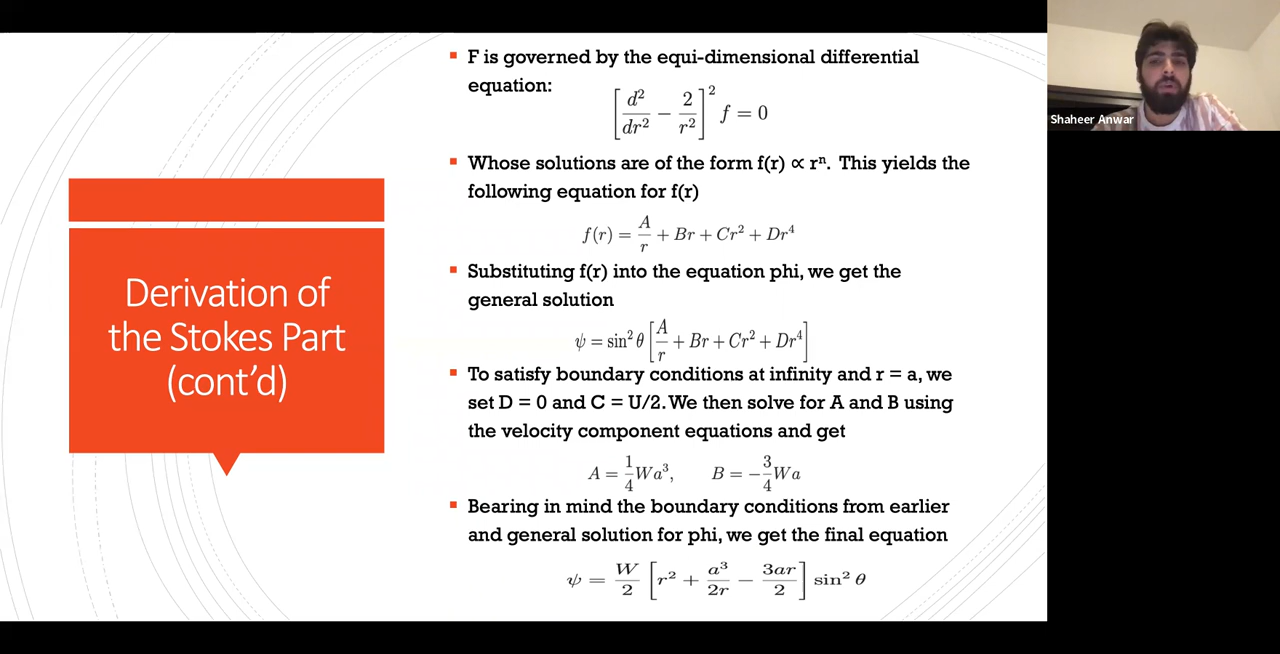 Derivation of
the Stokes Part
(cont'd)
▪ F is governed by the equi-dimensional differential
equation:
[d²/dr² − 2/r²]² f = 0
▪ Whose solutions are of the form f(r) ∝ rⁿ. This yields the
following equation for f(r)
f(r) = A/r + Br + Cr² + Dr⁴
▪ Substituting f(r) into the equation phi, we get the
general solution
ψ = sin² θ [A/r + Br + Cr² + Dr⁴]
▪ To satisfy boundary conditions at infinity and r = a, we
set D = 0 and C = U/2. We then solve for A and B using
the velocity component equations and get
A = 1/4 Wa³, B = −3/4 Wa
▪ Bearing in mind the boundary conditions from earlier
and general solution for phi, we get the final equation
ψ = W/2 [r² + a³/2r − 3ar/2] sin² θ
Shaheer Anwar